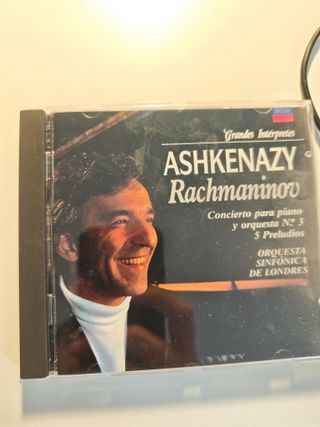 Grandes Intérpretes
ASHKENAZY
Rachmaninov
Concierto para piano
y orquesta Nº 3
5 Preludios
ORQUESTA
SINFÓNICA
DE LONDRES